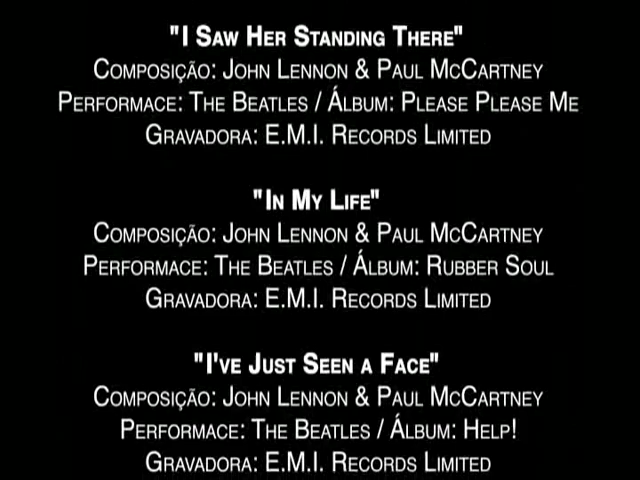 "I Saw Her Standing There"
Composição: John Lennon & Paul McCartney
Performace: The Beatles / Álbum: Please Please Me
Gravadora: E.M.I. Records Limited
"In My Life"
Composição: John Lennon & Paul McCartney
Performace: The Beatles / Álbum: Rubber Soul
Gravadora: E.M.I. Records Limited
"I've Just Seen a Face"
Composição: John Lennon & Paul McCartney
Performace: The Beatles / Álbum: Help!
Gravadora: E.M.I. Records Limited